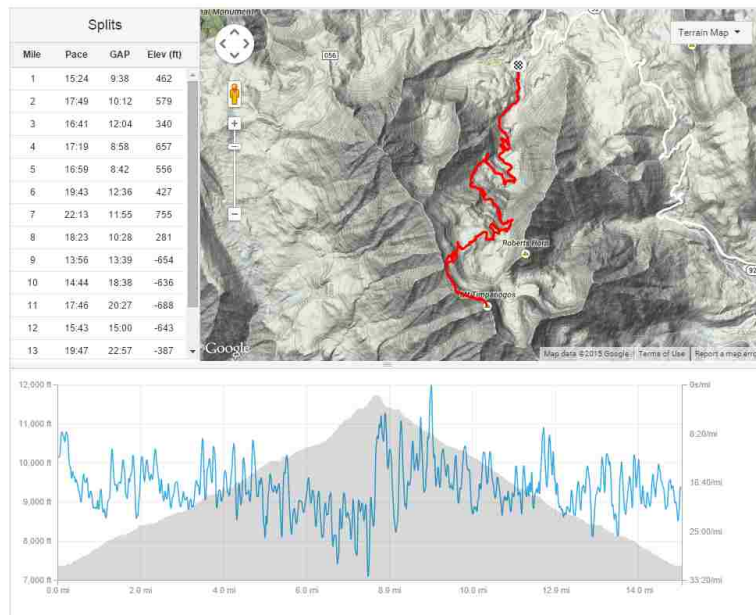 Splits
Mile Pace GAP Elev (ft)
1 15:24 9:38 462
2 17:49 10:12 579
3 16:41 12:04 340
4 17:19 8:58 657
5 16:59 8:42 556
6 19:43 12:36 427
7 22:13 11:55 755
8 18:23 10:28 281
9 13:56 13:39 -654
10 14:44 18:38 -636
11 17:46 20:27 -688
12 15:43 15:00 -643
13 19:47 22:57 -387
Monument
056
Terrain Map
Roberts Horn
Timpanogos
92
Google
Map data ©2015 Google Terms of Use Report a map erro
12,000 ft
11,000 ft
10,000 ft
9,000 ft
8,000 ft
7,000 ft
0s/mi
8:20/mi
16:40/mi
25:00/mi
33:20/mi
0.0 mi 2.0 mi 4.0 mi 6.0 mi 8.0 mi 10.0 mi 12.0 mi 14.0 mi